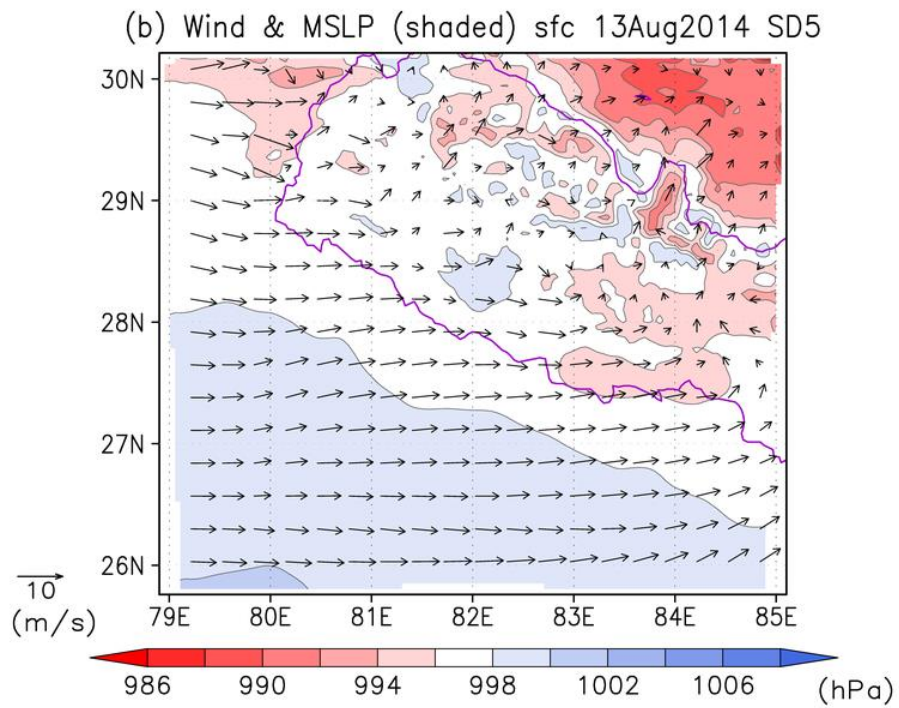 (b) Wind & MSLP (shaded) sfc 13Aug2014 SD5
30N
29N
28N
27N
26N
79E 80E 81E 82E 83E 84E 85E
10
(m/s)
986 990 994 998 1002 1006 (hPa)